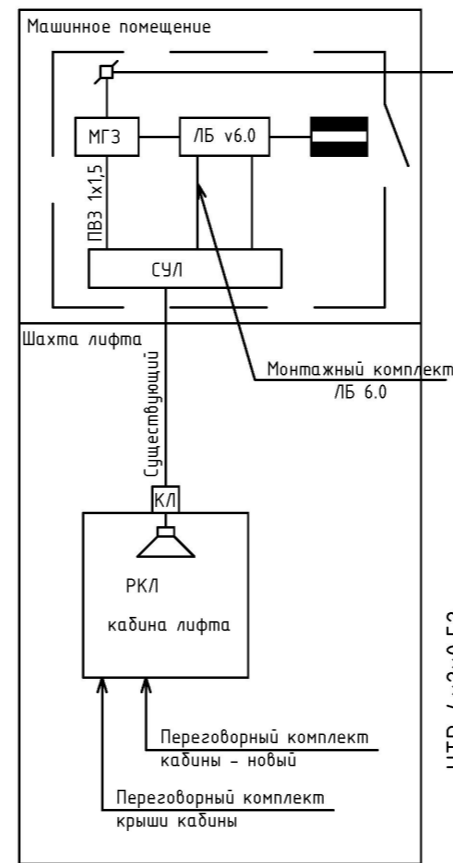 Машинное помещение
МГЗ
ЛБ v6.0
ПВЗ 1х1,5
СУЛ
Шахта лифта
Монтажный комплект
ЛБ 6.0
Существующий
КЛ
РКЛ
кабина лифта
Переговорный комплект
кабины - новый
Переговорный комплект
крыши кабины